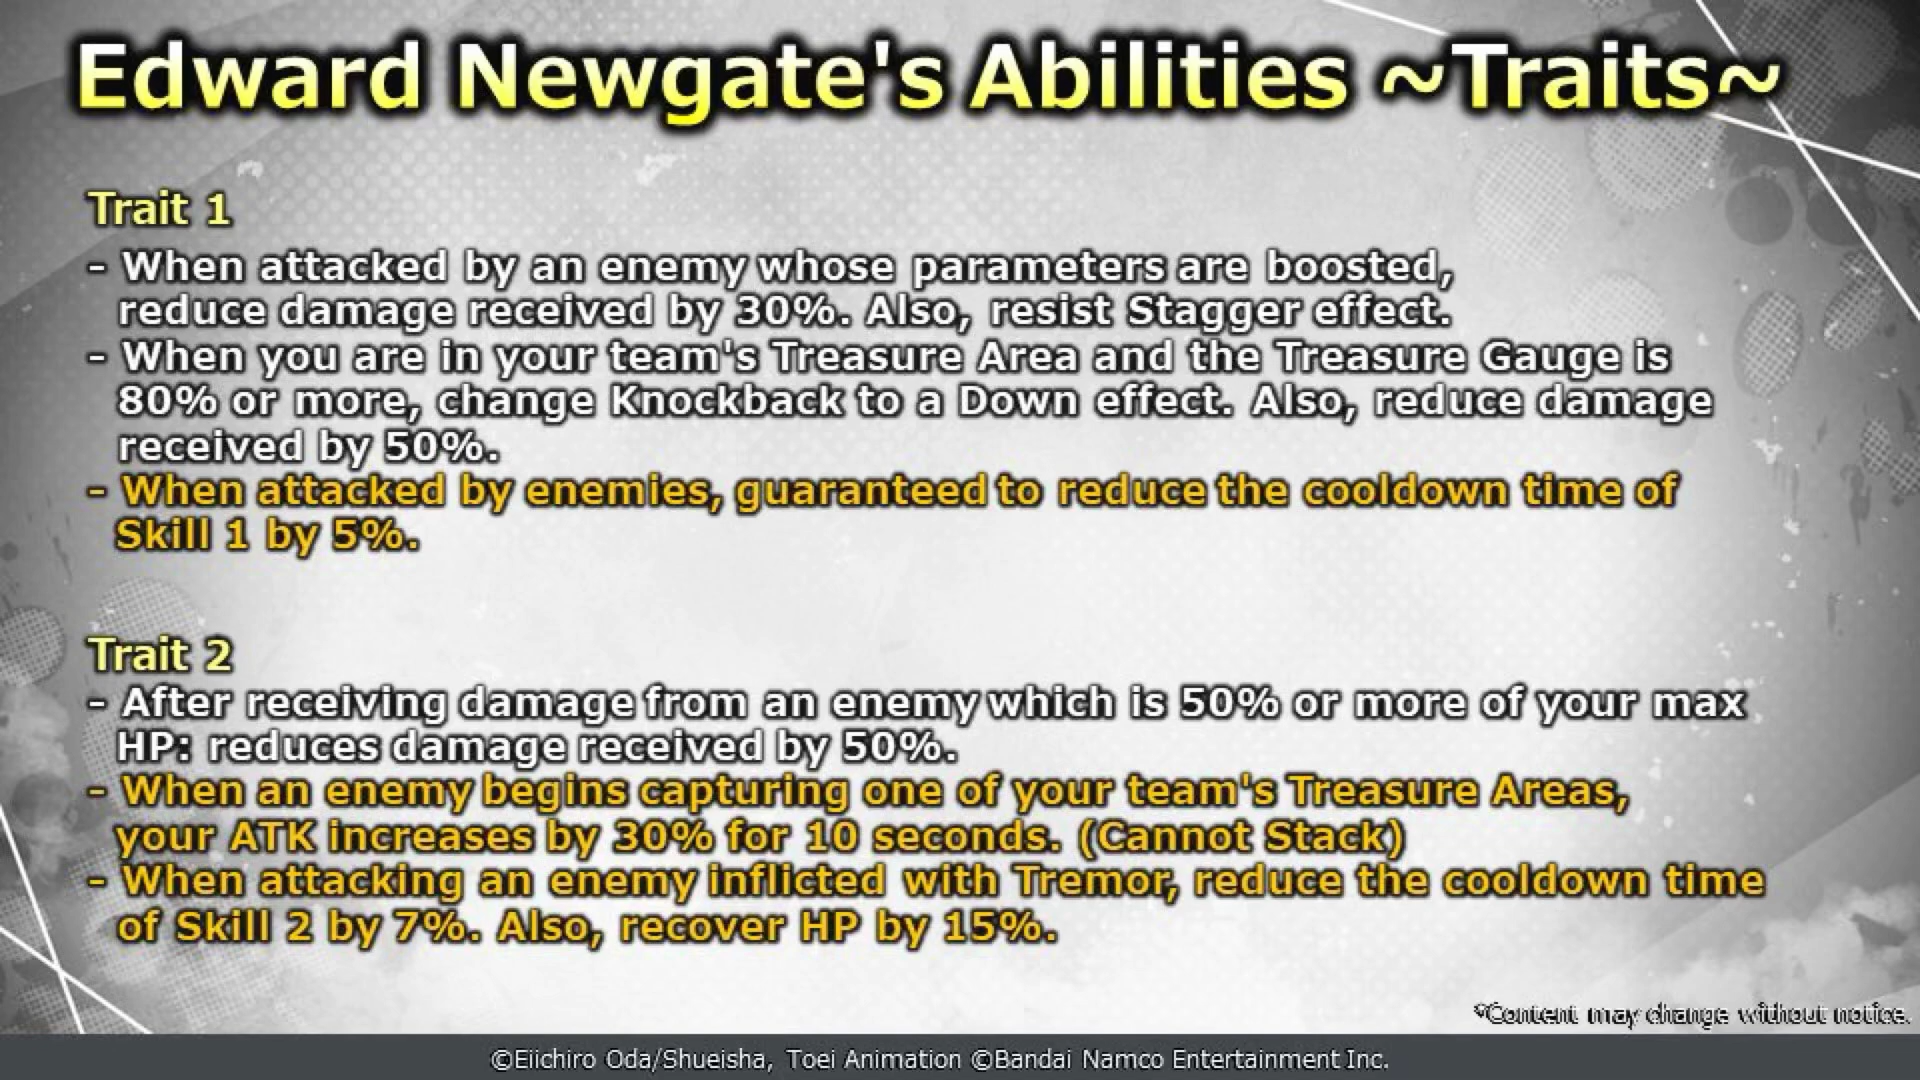 Edward Newgate's Abilities ~Traits~
Trait 1
- When attacked by an enemy whose parameters are boosted,
reduce damage received by 30%. Also, resist Stagger effect.
- When you are in your team's Treasure Area and the Treasure Gauge is
80% or more, change Knockback to a Down effect. Also, reduce damage
received by 50%.
- When attacked by enemies, guaranteed to reduce the cooldown time of
Skill 1 by 5%.
Trait 2
- After receiving damage from an enemy which is 50% or more of your max
HP: reduces damage received by 50%.
- When an enemy begins capturing one of your team's Treasure Areas,
your ATK increases by 30% for 10 seconds. (Cannot Stack)
- When attacking an enemy inflicted with Tremor, reduce the cooldown time
of Skill 2 by 7%. Also, recover HP by 15%.
*Content may change without notice.
©Eiichiro Oda/Shueisha, Toei Animation ©Bandai Namco Entertainment Inc.